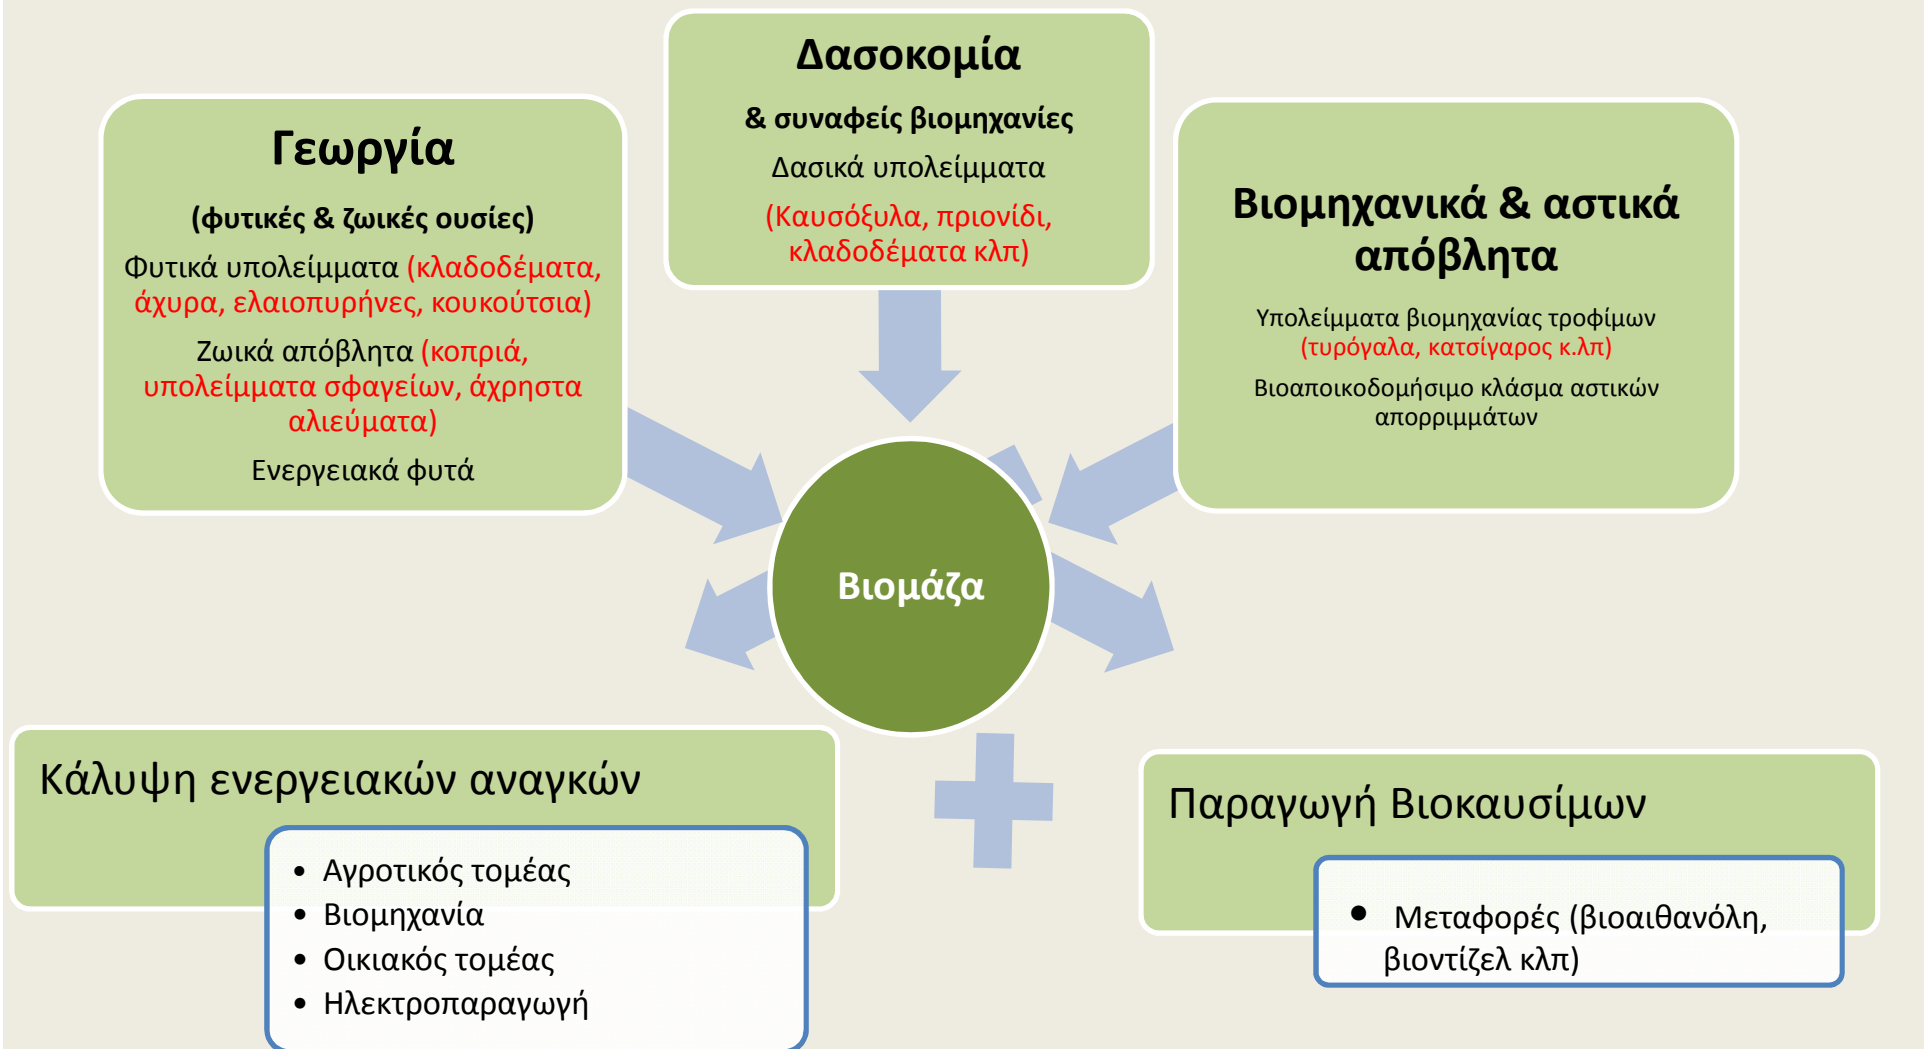 Δασοκομία
& συναφείς βιομηχανίες
Δασικά υπολείμματα
(Καυσόξυλα, πριονίδι,
κλαδοδέματα κλπ)
Γεωργία
(φυτικές & ζωικές ουσίες)
Φυτικά υπολείμματα (κλαδοδέματα,
άχυρα, ελαιοπυρήνες, κουκούτσια)
Ζωικά απόβλητα (κοπριά,
υπολείμματα σφαγείων, άχρηστα
αλιεύματα)
Ενεργειακά φυτά
Βιομηχανικά & αστικά
απόβλητα
Υπολείμματα βιομηχανίας τροφίμων
(τυρόγαλα, κατσίγαρος κ.λπ)
Βιοαποικοδομήσιμο κλάσμα αστικών
απορριμμάτων
Βιομάζα
Κάλυψη ενεργειακών αναγκών
• Αγροτικός τομέας
• Βιομηχανία
• Οικιακός τομέας
• Ηλεκτροπαραγωγή
Παραγωγή Βιοκαυσίμων
• Μεταφορές (βιοαιθανόλη,
βιοντίζελ κλπ)